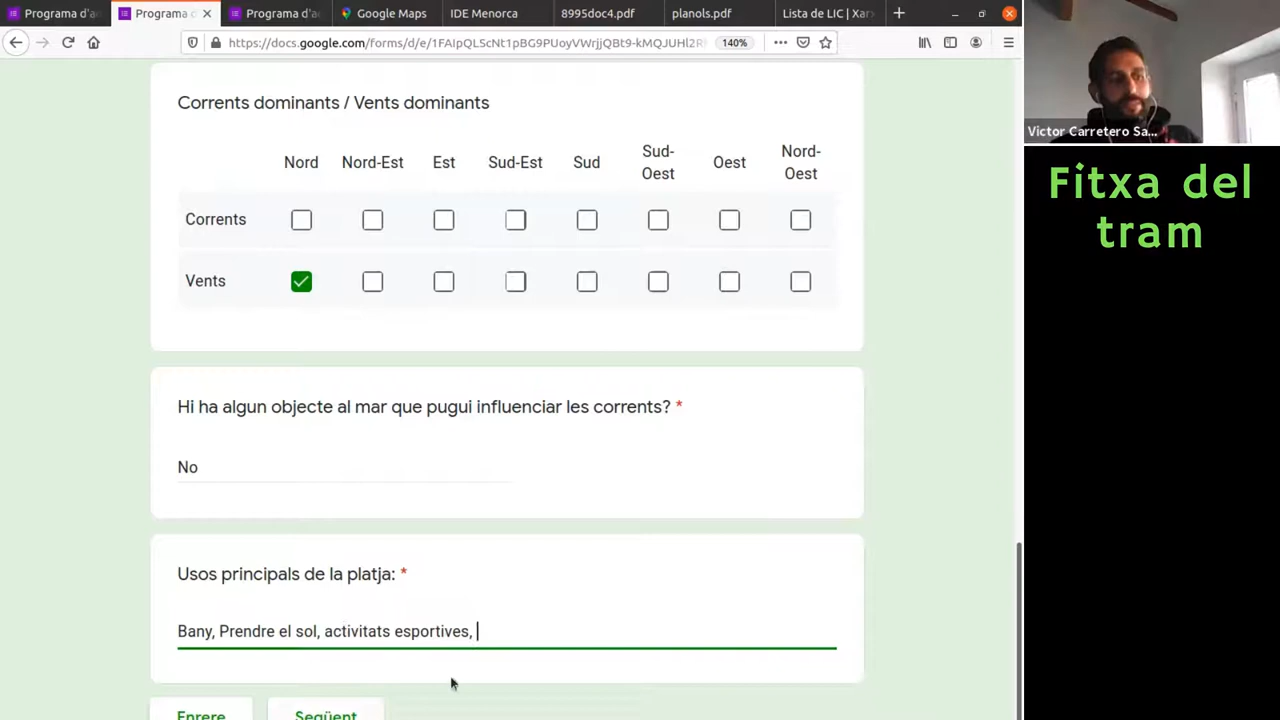 Programa d'a
Programa d
Programa d'a
Google Maps
IDE Menorca
8995doc4.pdf
planols.pdf
Lista de LIC | Xar
https://docs.google.com/forms/d/e/1FAIpQLScNt1pBG9PUoyVWrjjQBt9-kMQJUHl2R
140%
Corrents dominants / Vents dominants
Nord Nord-Est Est Sud-Est Sud Sud-Oest Oest Nord-Oest
Corrents
Vents
Hi ha algun objecte al mar que pugui influenciar les corrents? *
No
Usos principals de la platja: *
Bany, Prendre el sol, activitats esportives,
Enrere Següent
Victor Carretero Sa...
Fitxa del
tram